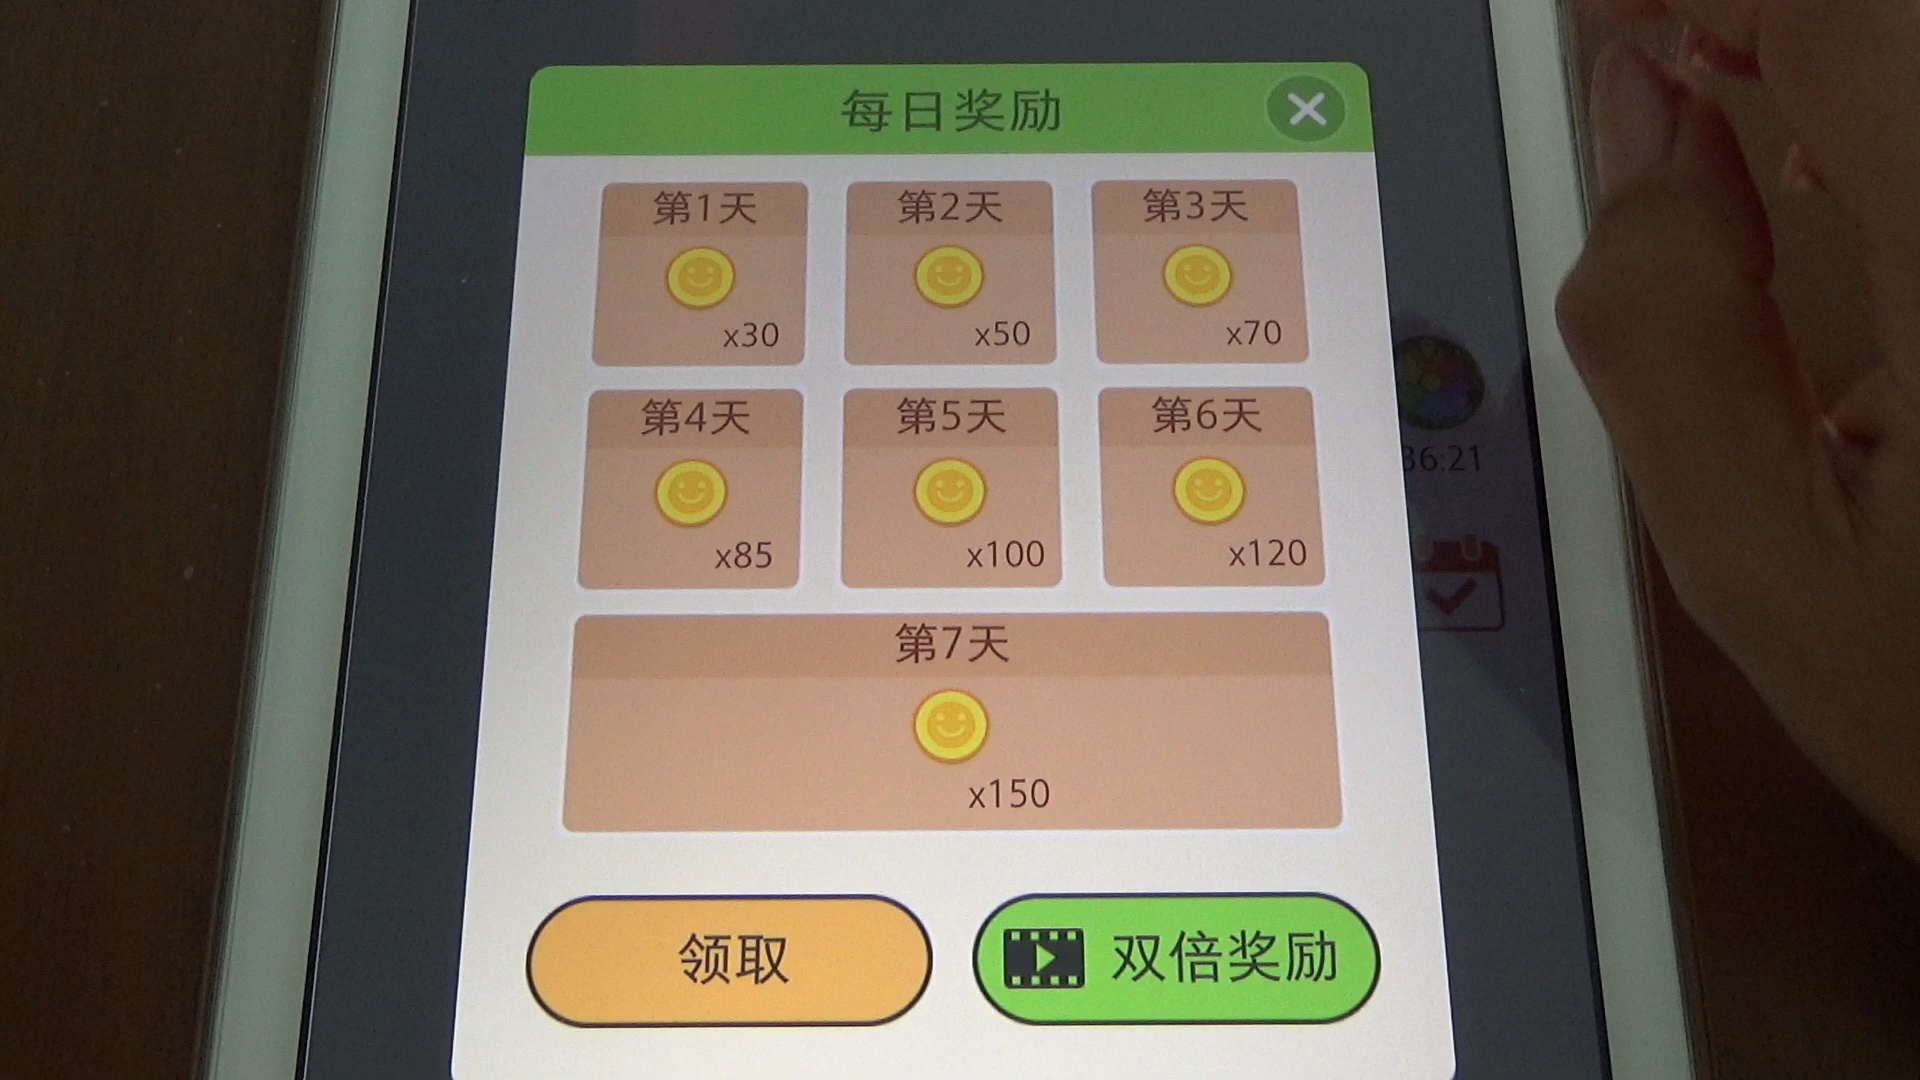 每日奖励
第1天
x30
第2天
x50
第3天
x70
第4天
x85
第5天
x100
第6天
x120
36:21
第7天
x150
领取
双倍奖励